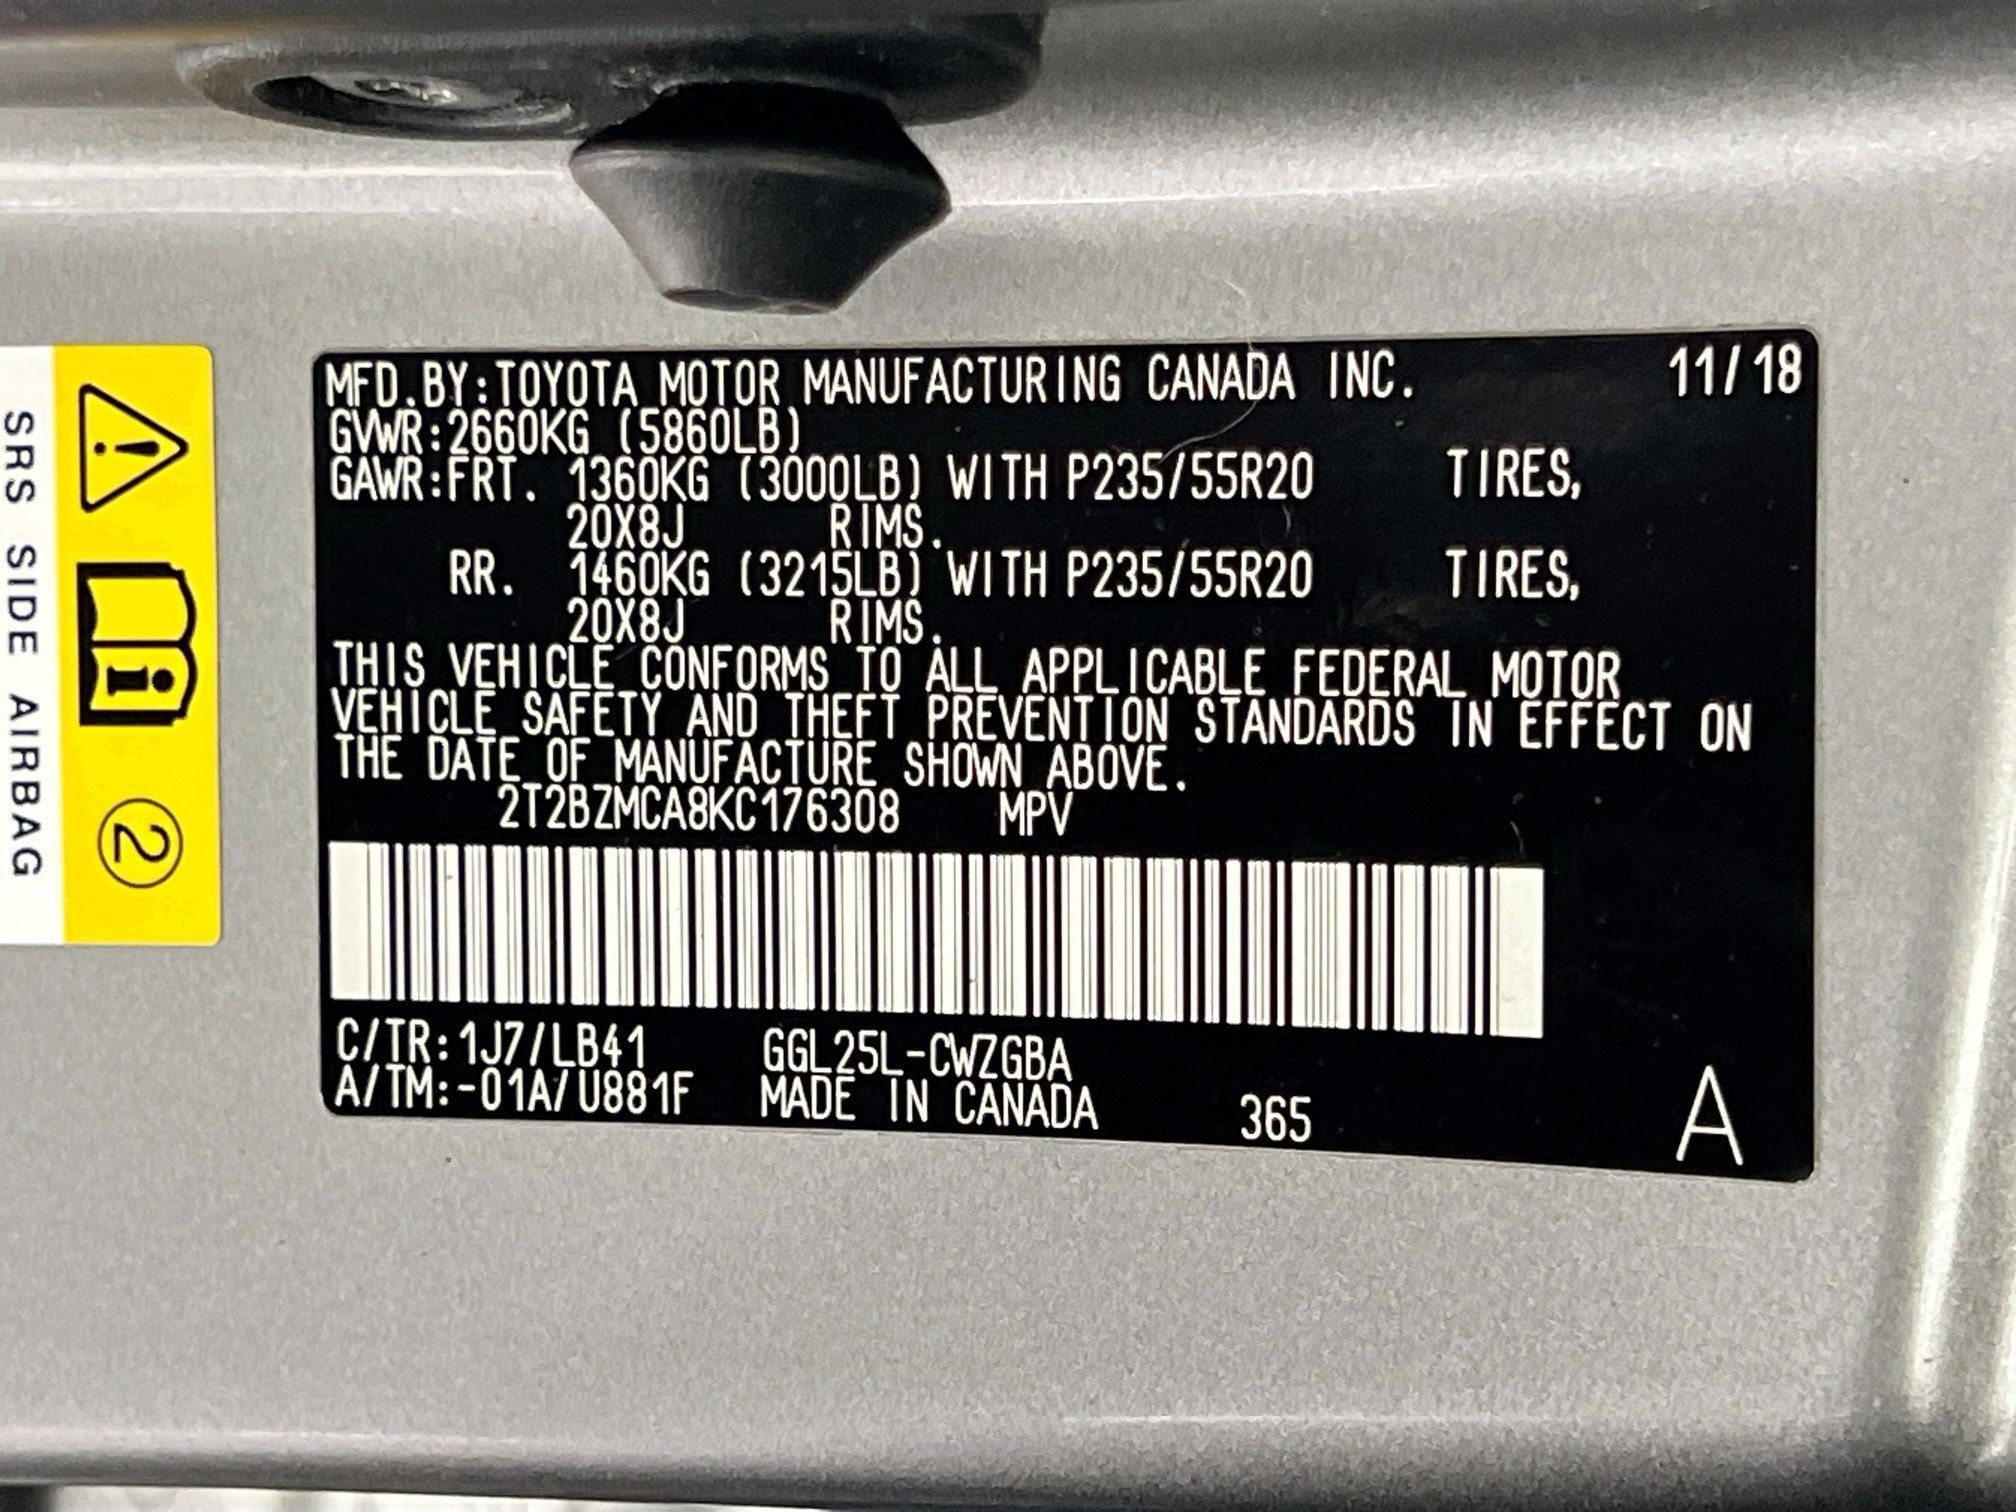 MFD.BY:TOYOTA MOTOR MANUFACTURING CANADA INC. 11/18
GVWR:2660KG (5860LB)
GAWR:FRT. 1360KG (3000LB) WITH P235/55R20 TIRES,
20X8J RIMS.
RR. 1460KG (3215LB) WITH P235/55R20 TIRES,
20X8J RIMS.
THIS VEHICLE CONFORMS TO ALL APPLICABLE FEDERAL MOTOR
VEHICLE SAFETY AND THEFT PREVENTION STANDARDS IN EFFECT ON
THE DATE OF MANUFACTURE SHOWN ABOVE.
2T2BZMCA8KC176308 MPV
C/TR:1J7/LB41 GGL25L-CWZGBA
A/TM:-01A/U881F MADE IN CANADA 365 A
SRS SIDE AIRBAG
2